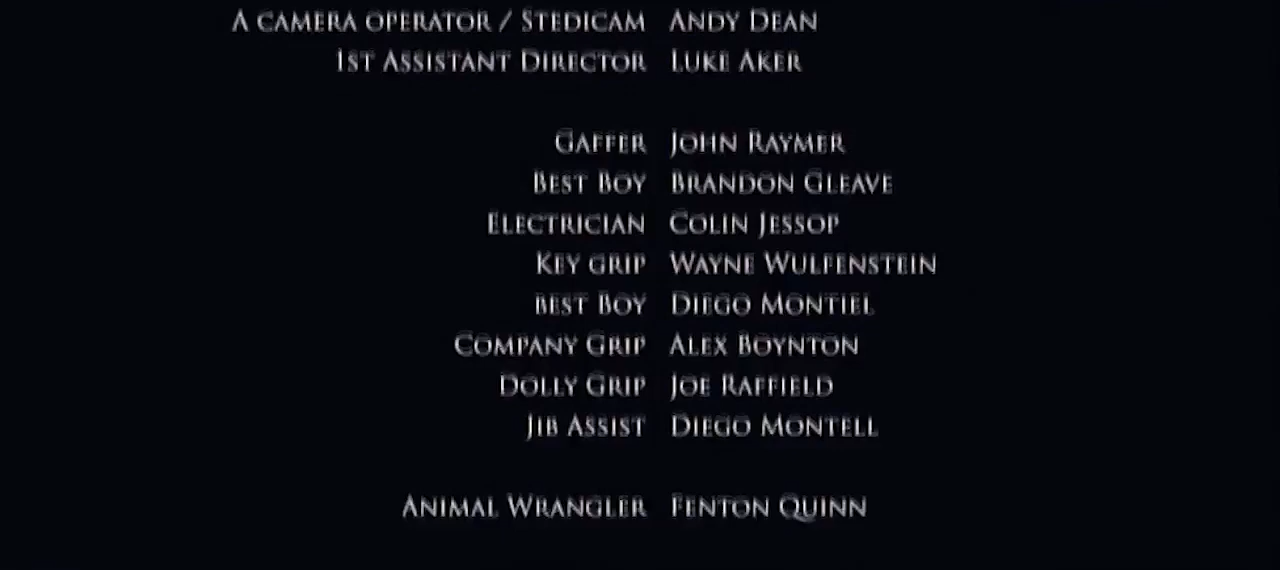 A camera operator / Stedicam Andy Dean
1st Assistant Director Luke Aker
Gaffer John Raymer
Best Boy Brandon Gleave
Electrician Colin Jessop
Key grip Wayne Wulfenstein
best Boy Diego Montiel
Company Grip Alex Boynton
Dolly Grip Joe Raffield
Jib Assist Diego Montell
Animal Wrangler Fenton Quinn